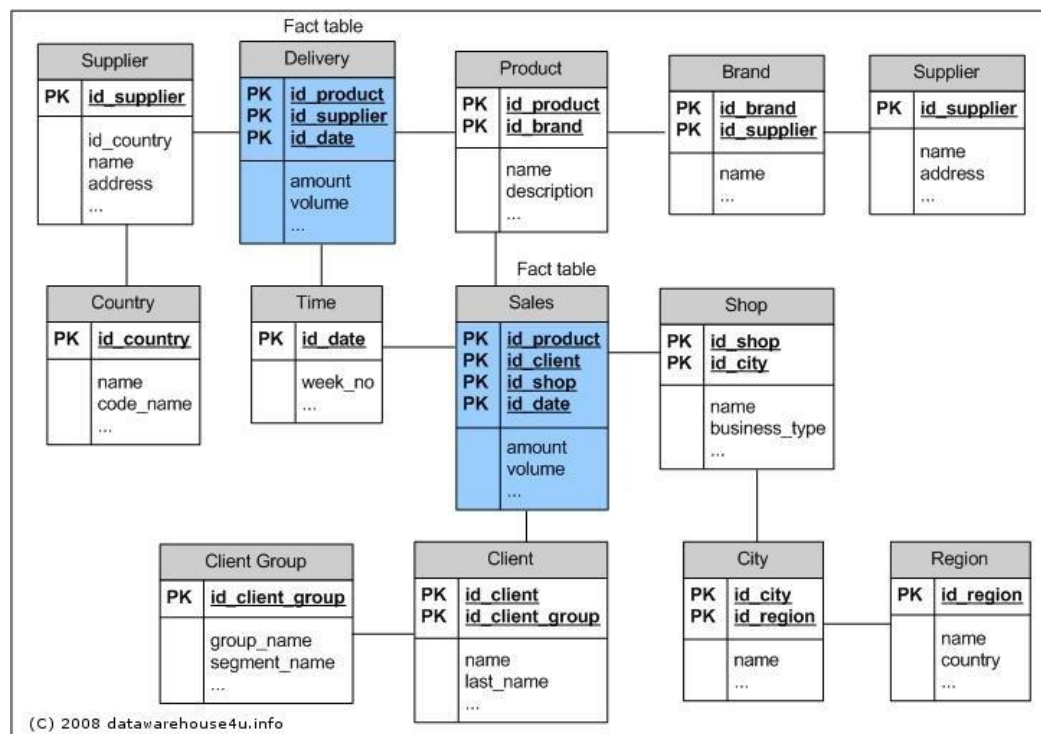 Fact table
Supplier
PK id_supplier
id_country
name
address
...
Delivery
PK id_product
PK id_supplier
PK id_date
amount
volume
...
Product
PK id_product
PK id_brand
name
description
...
Brand
PK id_brand
PK id_supplier
name
...
Supplier
PK id_supplier
name
address
...
Country
PK id_country
name
code_name
...
Time
PK id_date
week_no
...
Fact table
Sales
PK id_product
PK id_client
PK id_shop
PK id_date
amount
volume
...
Shop
PK id_shop
PK id_city
name
business_type
...
Client Group
PK id_client_group
group_name
segment_name
...
Client
PK id_client
PK id_client_group
name
last_name
...
City
PK id_city
PK id_region
name
...
Region
PK id_region
name
country
...
(C) 2008 datawarehouse4u.info